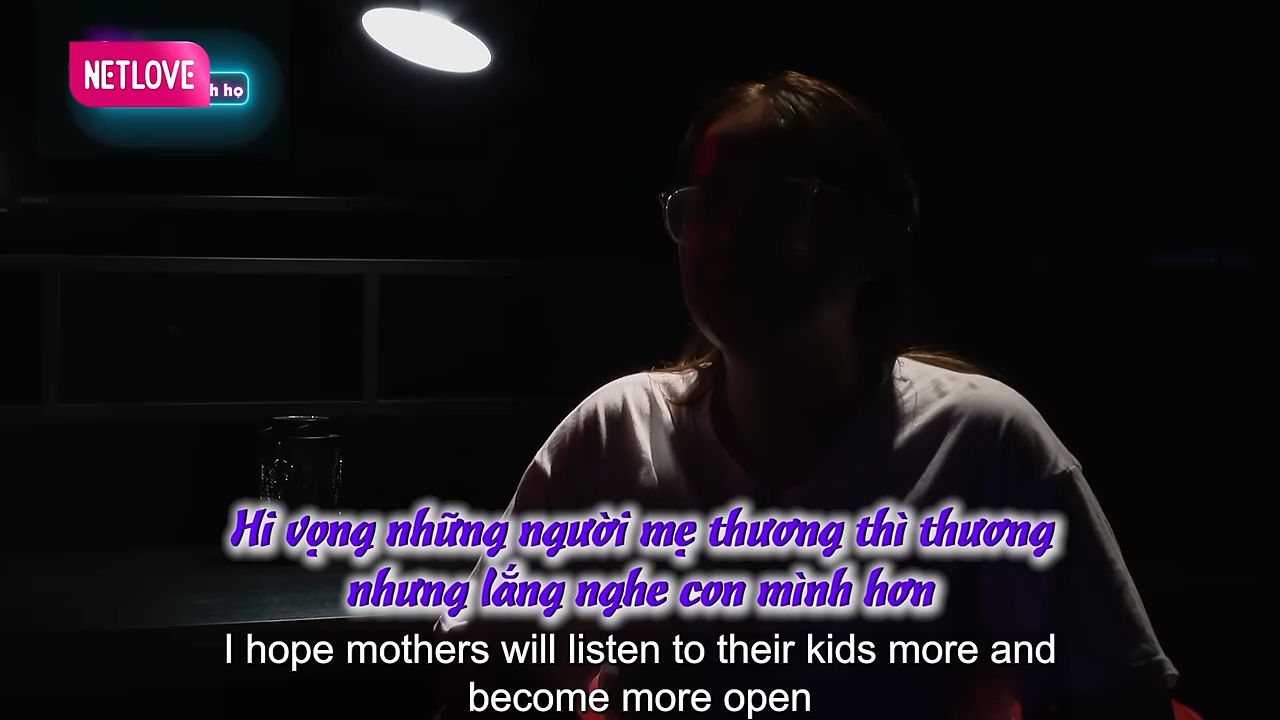 NETLOVE
h họ
Hi vọng những người mẹ thương thì thương
nhưng lắng nghe con mình hơn
I hope mothers will listen to their kids more and
become more open